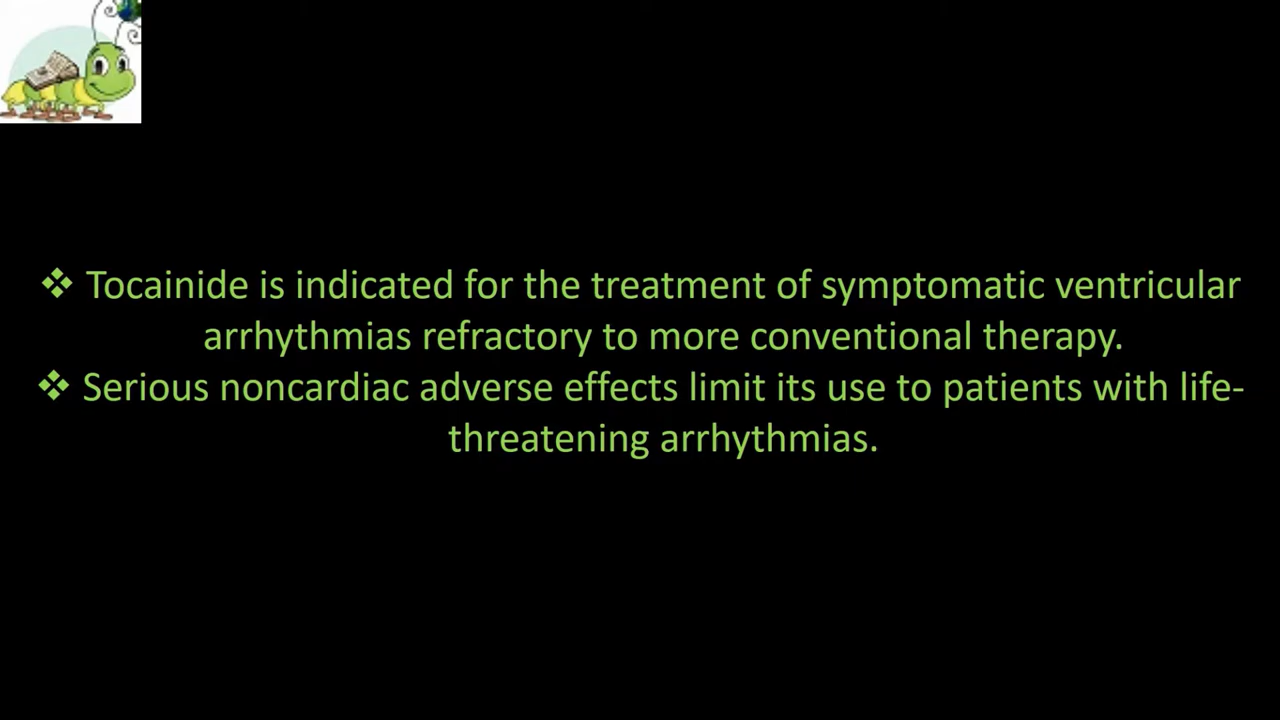 ❖ Tocainide is indicated for the treatment of symptomatic ventricular
arrhythmias refractory to more conventional therapy.
❖ Serious noncardiac adverse effects limit its use to patients with life-
threatening arrhythmias.